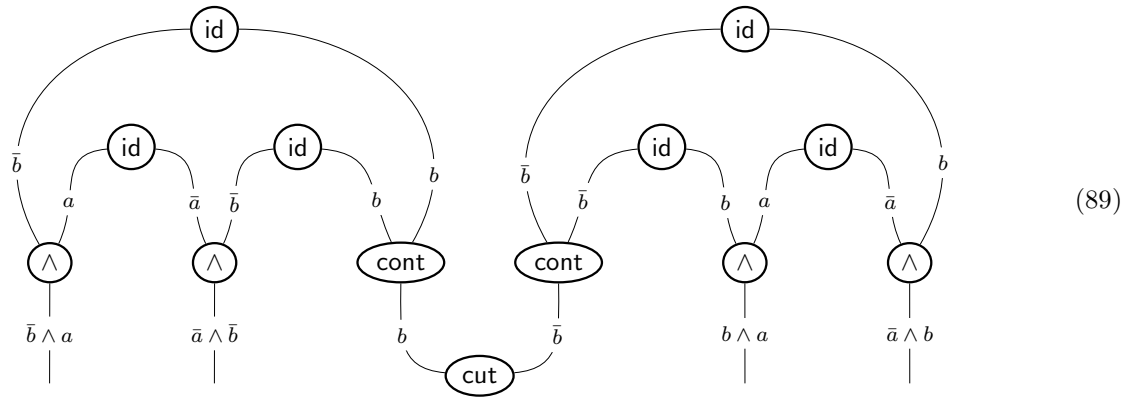 id id
b̄ a id ā b̄ id b b b̄ b̄ id b a id ā b
(89)
∧ ∧ cont cont ∧ ∧
b̄ ∧ a ā ∧ b̄ b b̄ b ∧ a ā ∧ b
cut